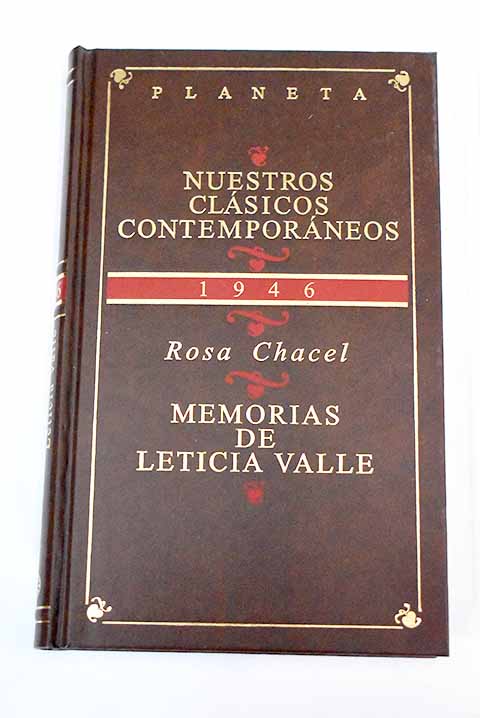 PLANETA
NUESTROS
CLÁSICOS
CONTEMPORÁNEOS
1946
Rosa Chacel
MEMORIAS
DE
LETICIA VALLE